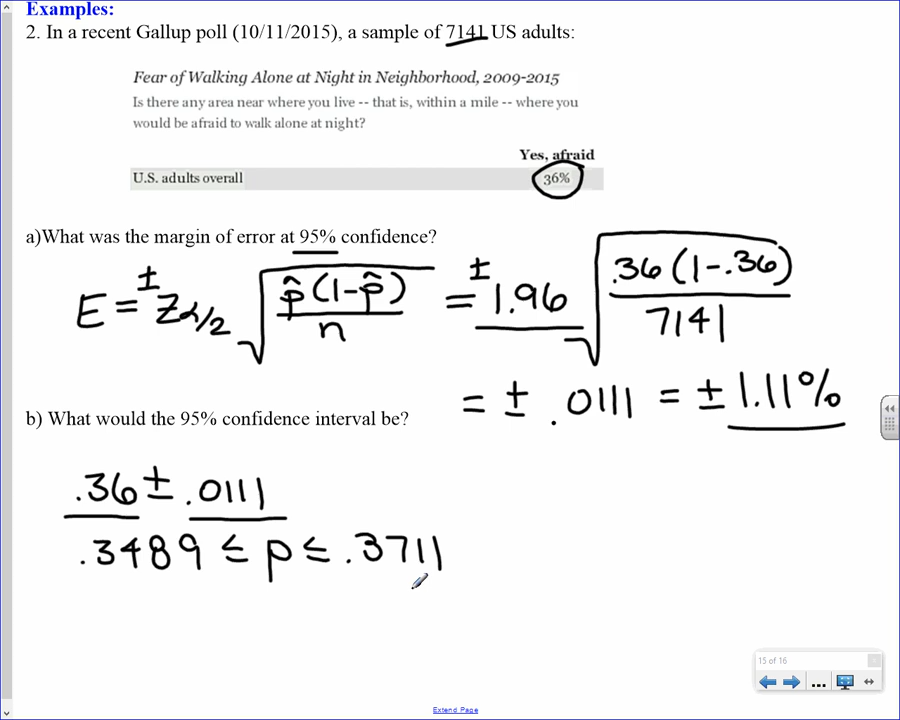 Examples:
2. In a recent Gallup poll (10/11/2015), a sample of 7141 US adults:
Fear of Walking Alone at Night in Neighborhood, 2009-2015
Is there any area near where you live -- that is, within a mile -- where you
would be afraid to walk alone at night?
Yes, afraid
U.S. adults overall 36%
a)What was the margin of error at 95% confidence?
E = ± Zα/2 √(p̂(1-p̂)/n) = ± 1.96 √(.36(1-.36)/7141)
= ± .0111 = ± 1.11%
b) What would the 95% confidence interval be?
.36 ± .0111
.3489 ≤ p ≤ .3711
15 of 16
Extend Page